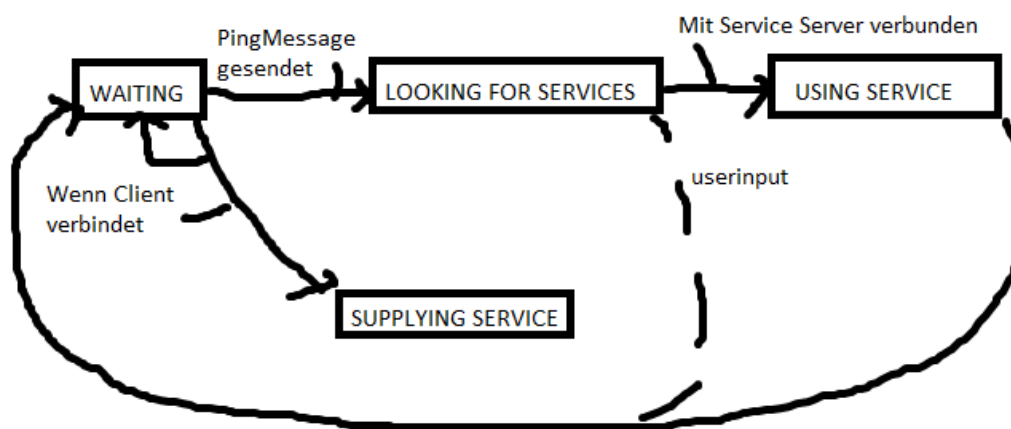 PingMessage
gesendet
Mit Service Server verbunden
WAITING
LOOKING FOR SERVICES
USING SERVICE
userinput
Wenn Client
verbindet
SUPPLYING SERVICE